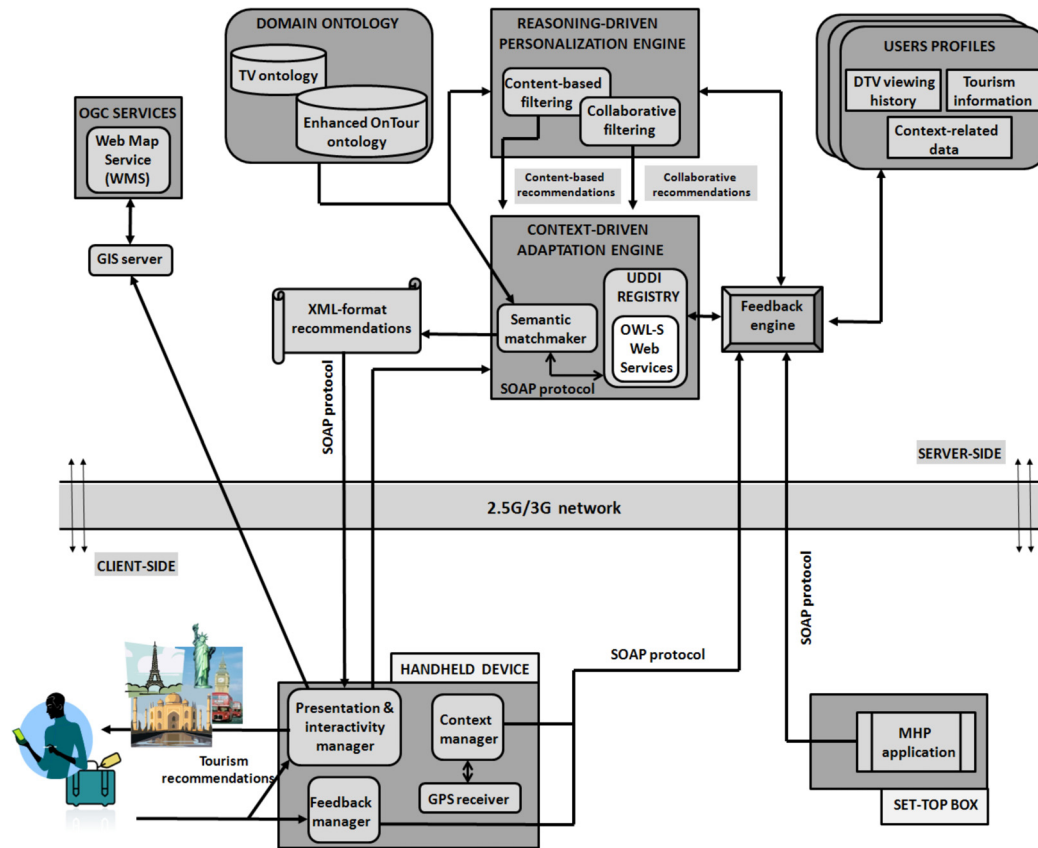 DOMAIN ONTOLOGY
TV ontology
Enhanced OnTour
ontology
REASONING-DRIVEN
PERSONALIZATION ENGINE
Content-based
filtering
Collaborative
filtering
USERS PROFILES
DTV viewing
history
Tourism
information
Context-related
data
OGC SERVICES
Web Map
Service
(WMS)
GIS server
Content-based
recommendations
Collaborative
recommendations
CONTEXT-DRIVEN
ADAPTATION ENGINE
UDDI
REGISTRY
OWL-S
Web
Services
Semantic
matchmaker
SOAP protocol
Feedback
engine
XML-format
recommendations
SOAP protocol
SERVER-SIDE
2.5G/3G network
CLIENT-SIDE
SOAP protocol
SOAP protocol
HANDHELD DEVICE
Presentation &
interactivity
manager
Context
manager
GPS receiver
Feedback
manager
Tourism
recommendations
MHP
application
SET-TOP BOX